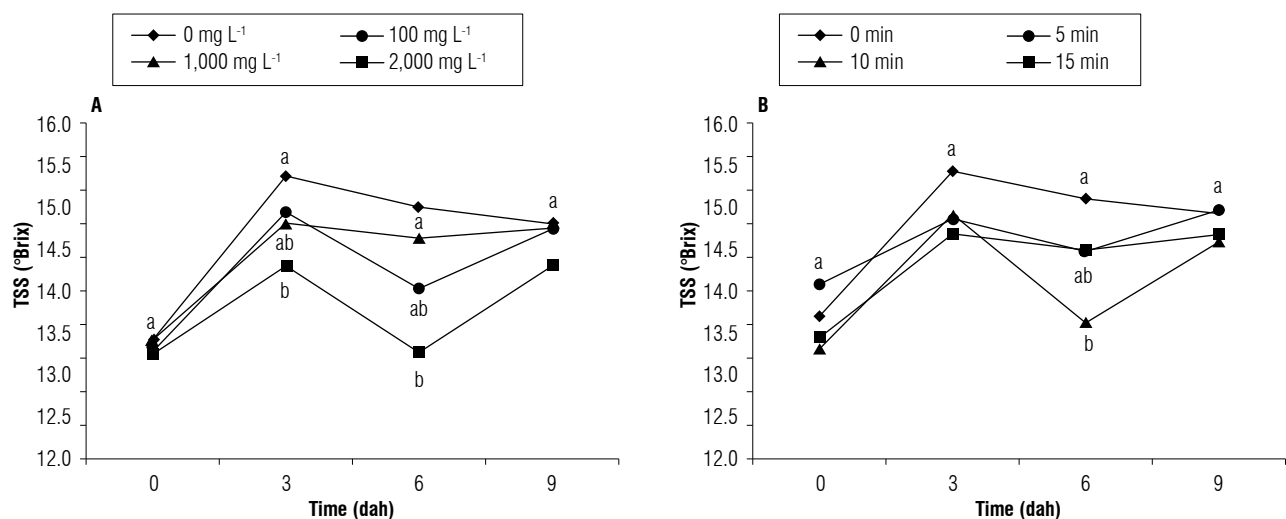 0 mg L⁻¹
100 mg L⁻¹
1,000 mg L⁻¹
2,000 mg L⁻¹
A
TSS (°Brix)
16.0
15.5
15.0
14.5
14.0
13.5
13.0
12.5
12.0
a
a
a
a
ab
b
ab
b
0
3
6
9
Time (dah)
0 min
5 min
10 min
15 min
B
TSS (°Brix)
16.0
15.5
15.0
14.5
14.0
13.5
13.0
12.5
12.0
a
a
a
a
ab
b
0
3
6
9
Time (dah)